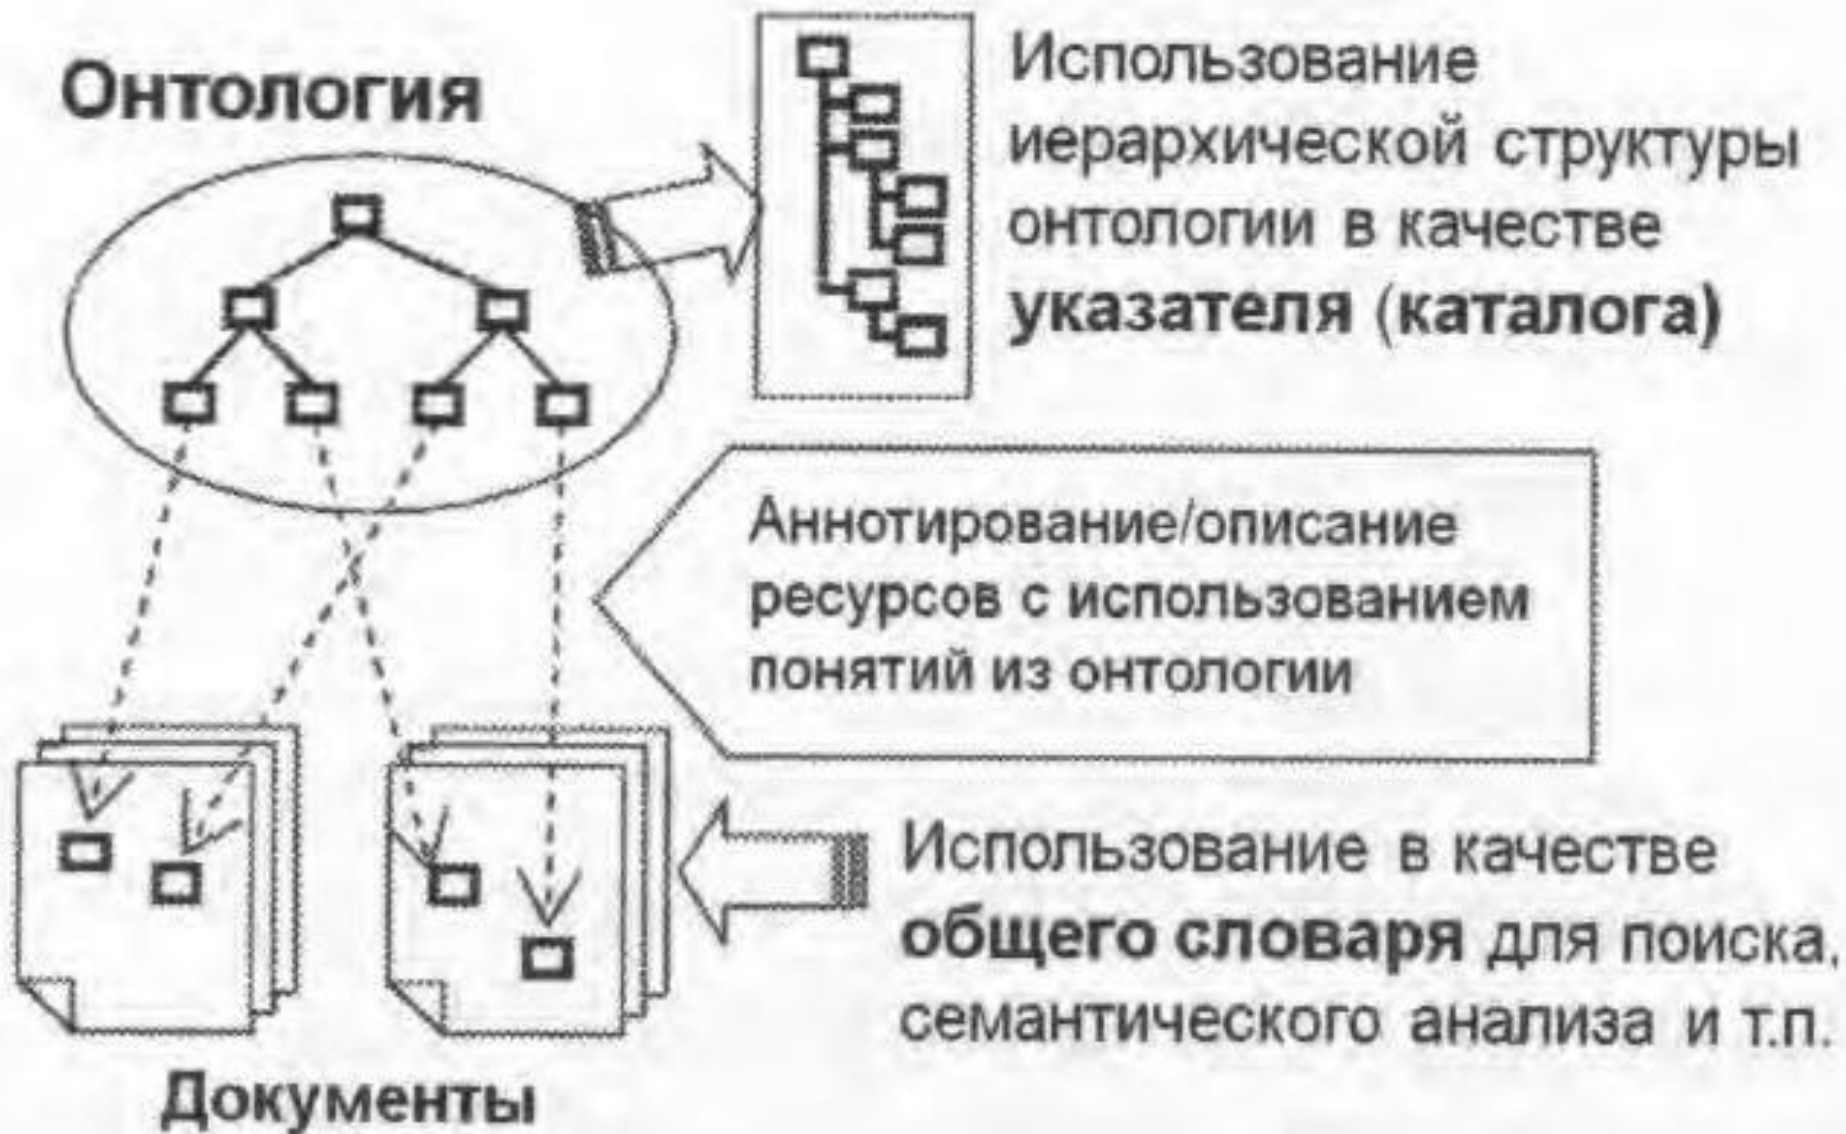 Онтология
Использование
иерархической структуры
онтологии в качестве
указателя (каталога)
Аннотирование/описание
ресурсов с использованием
понятий из онтологии
Использование в качестве
общего словаря для поиска,
семантического анализа и т.п.
Документы